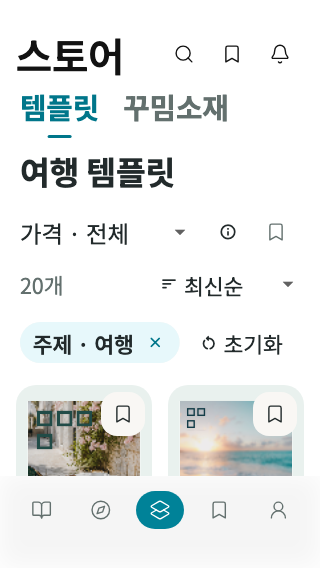 스토어
템플릿 꾸밈소재
여행 템플릿
가격 · 전체
20개 최신순
주제 · 여행 × 초기화